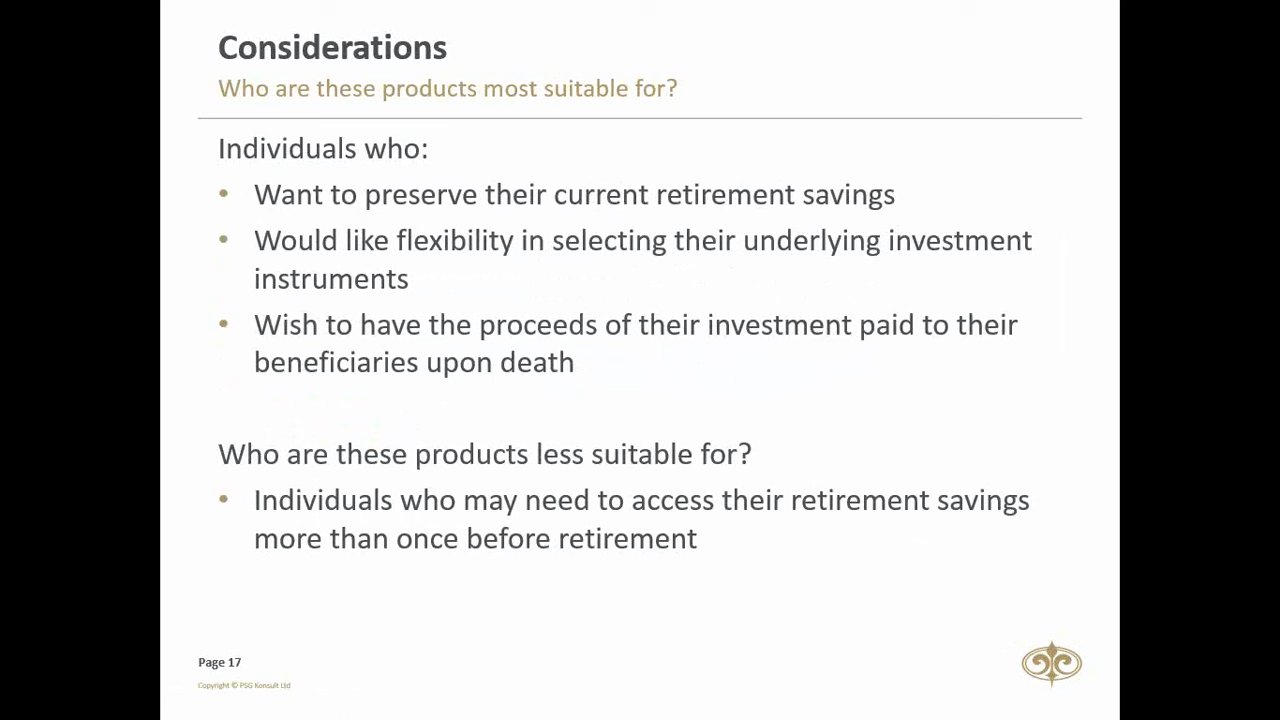 Considerations
Who are these products most suitable for?
Individuals who:
• Want to preserve their current retirement savings
• Would like flexibility in selecting their underlying investment
instruments
• Wish to have the proceeds of their investment paid to their
beneficiaries upon death
Who are these products less suitable for?
• Individuals who may need to access their retirement savings
more than once before retirement
Page 17
Copyright © PSG Konsult Ltd